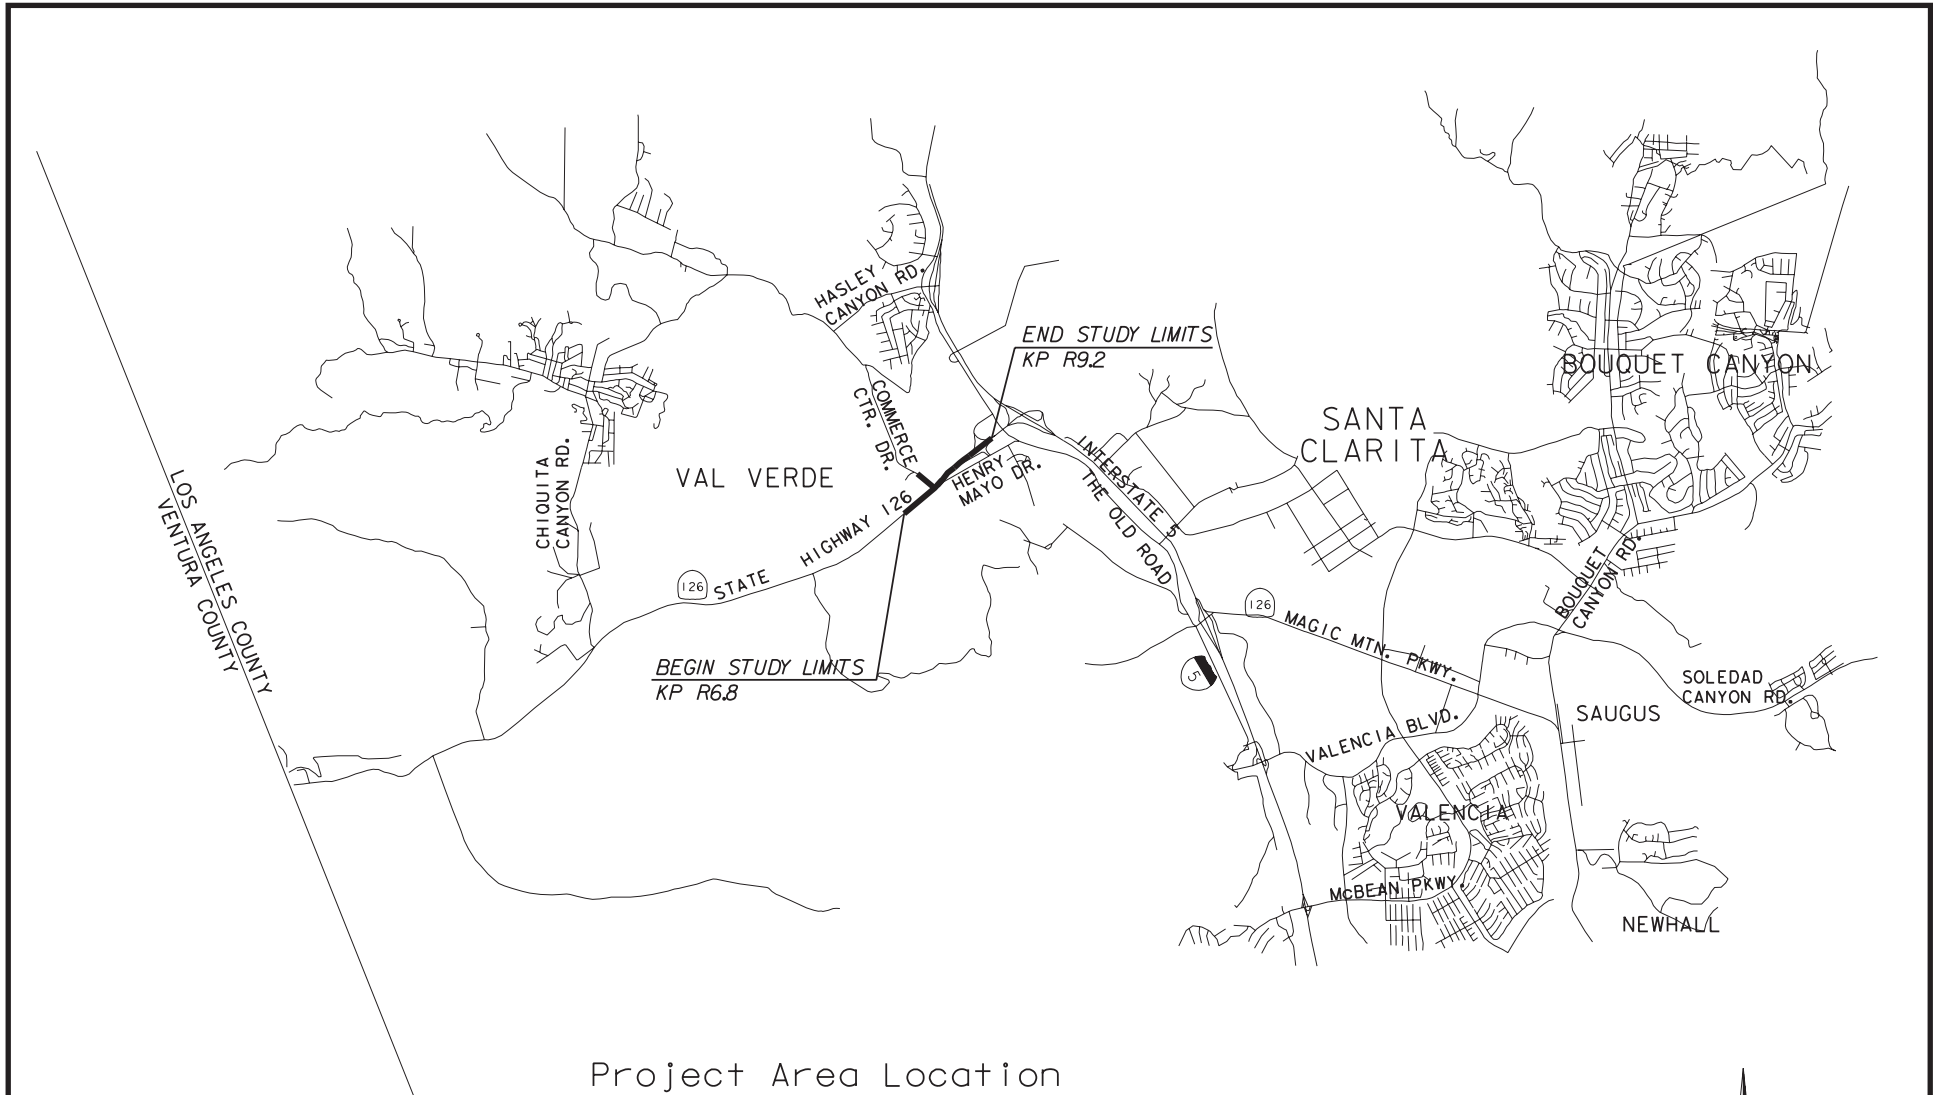 HASLEY
CANYON RD.
END STUDY LIMITS
KP R9.2
BOUQUET CANYON
COMMERCE
CTR. DR.
SANTA
CLARITA
CHIQUITA
CANYON RD.
VAL VERDE
HENRY
MAYO DR.
INTERSTATE 5
THE OLD ROAD
LOS ANGELES COUNTY
VENTURA COUNTY
126
STATE HIGHWAY 126
BOUQUET
CANYON RD.
126
MAGIC MTN. PKWY.
BEGIN STUDY LIMITS
KP R6.8
5
SOLEDAD
CANYON RD.
SAUGUS
VALENCIA BLVD.
VALENCIA
McBEAN PKWY.
NEWHALL
Project Area Location